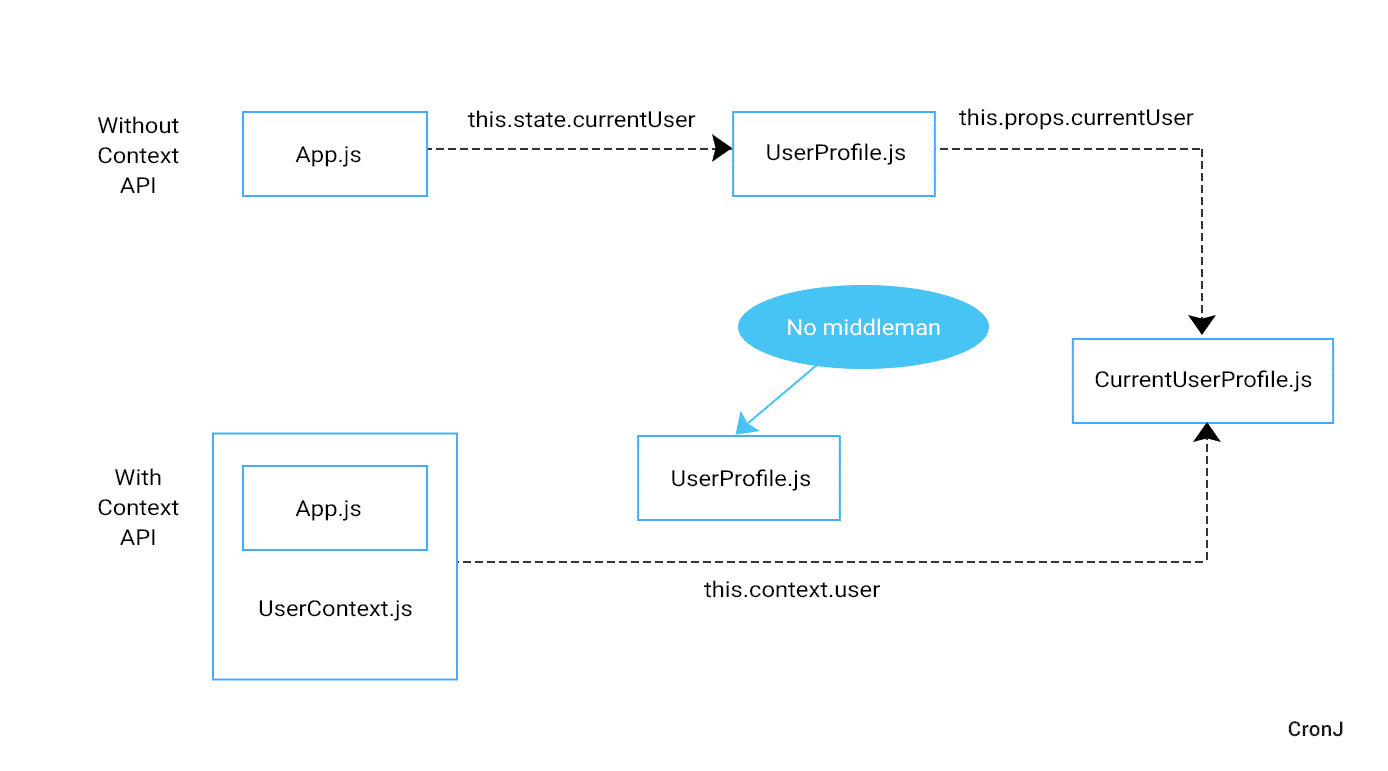 Without
Context
API
App.js
this.state.currentUser
UserProfile.js
this.props.currentUser
No middleman
CurrentUserProfile.js
With
Context
API
App.js
UserContext.js
UserProfile.js
this.context.user
CronJ